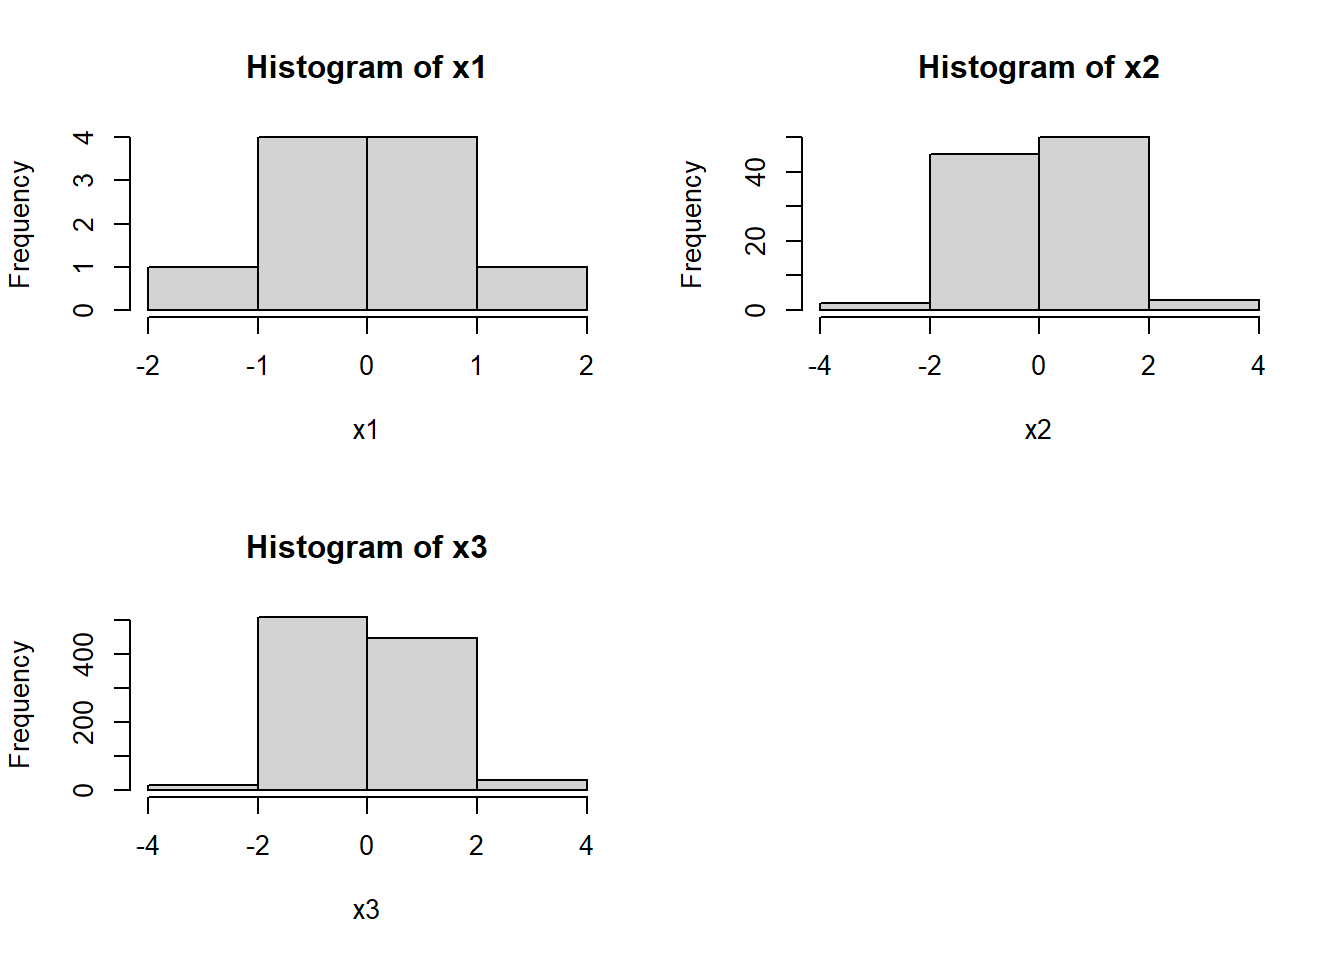 Histogram of x1
Frequency
4
3
2
1
0
-2 -1 0 1 2
x1
Histogram of x2
Frequency
40
20
0
-4 -2 0 2 4
x2
Histogram of x3
Frequency
400
200
0
-4 -2 0 2 4
x3